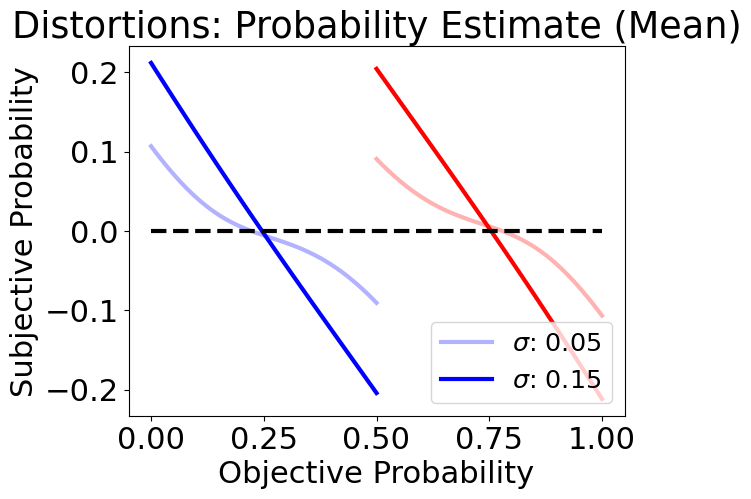 Distortions: Probability Estimate (Mean)
Subjective Probability
0.2
0.1
0.0
−0.1
−0.2
σ: 0.05
σ: 0.15
0.00 0.25 0.50 0.75 1.00
Objective Probability